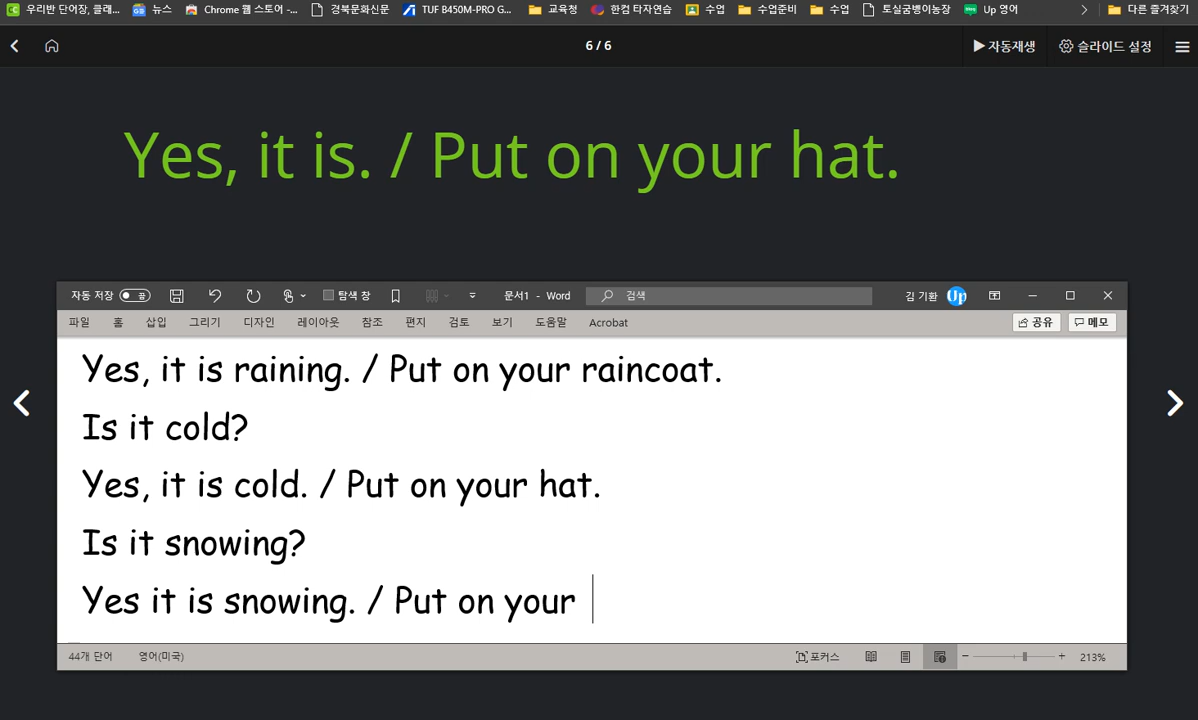 우리반 단어장, 클래... 뉴스 Chrome 웹 스토어 -... 경북문화신문 TUF B450M-PRO G... 교육청 한컴 타자연습 수업 수업준비 수업 토실굼벵이농장 Up 영어 다른 즐겨찾기
6 / 6 자동재생 슬라이드 설정
Yes, it is. / Put on your hat.
자동 저장 끔 탐색 창 문서1 - Word 검색 김 기환 Up
파일 홈 삽입 그리기 디자인 레이아웃 참조 편지 검토 보기 도움말 Acrobat 공유 메모
Yes, it is raining. / Put on your raincoat.
Is it cold?
Yes, it is cold. / Put on your hat.
Is it snowing?
Yes it is snowing. / Put on your
44개 단어 영어(미국) 포커스 213%